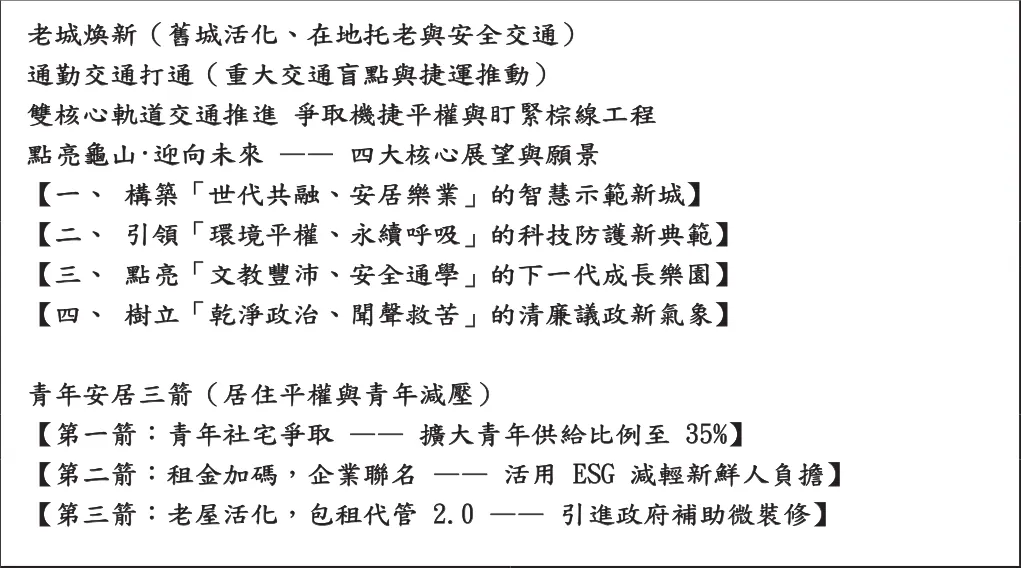 老城煥新（舊城活化、在地托老與安全交通）
通勤交通打通（重大交通盲點與捷運推動）
雙核心軌道交通推進 爭取機捷平權與盯緊棕線工程
點亮龜山·迎向未來 —— 四大核心展望與願景
【一、 構築「世代共融、安居樂業」的智慧示範新城】
【二、 引領「環境平權、永續呼吸」的科技防護新典範】
【三、 點亮「文教豐沛、安全通學」的下一代成長樂園】
【四、 樹立「乾淨政治、聞聲救苦」的清廉議政新氣象】
青年安居三箭（居住平權與青年減壓）
【第一箭：青年社宅爭取 —— 擴大青年供給比例至 35%】
【第二箭：租金加碼，企業聯名 —— 活用 ESG 減輕新鮮人負擔】
【第三箭：老屋活化，包租代管 2.0 —— 引進政府補助微裝修】